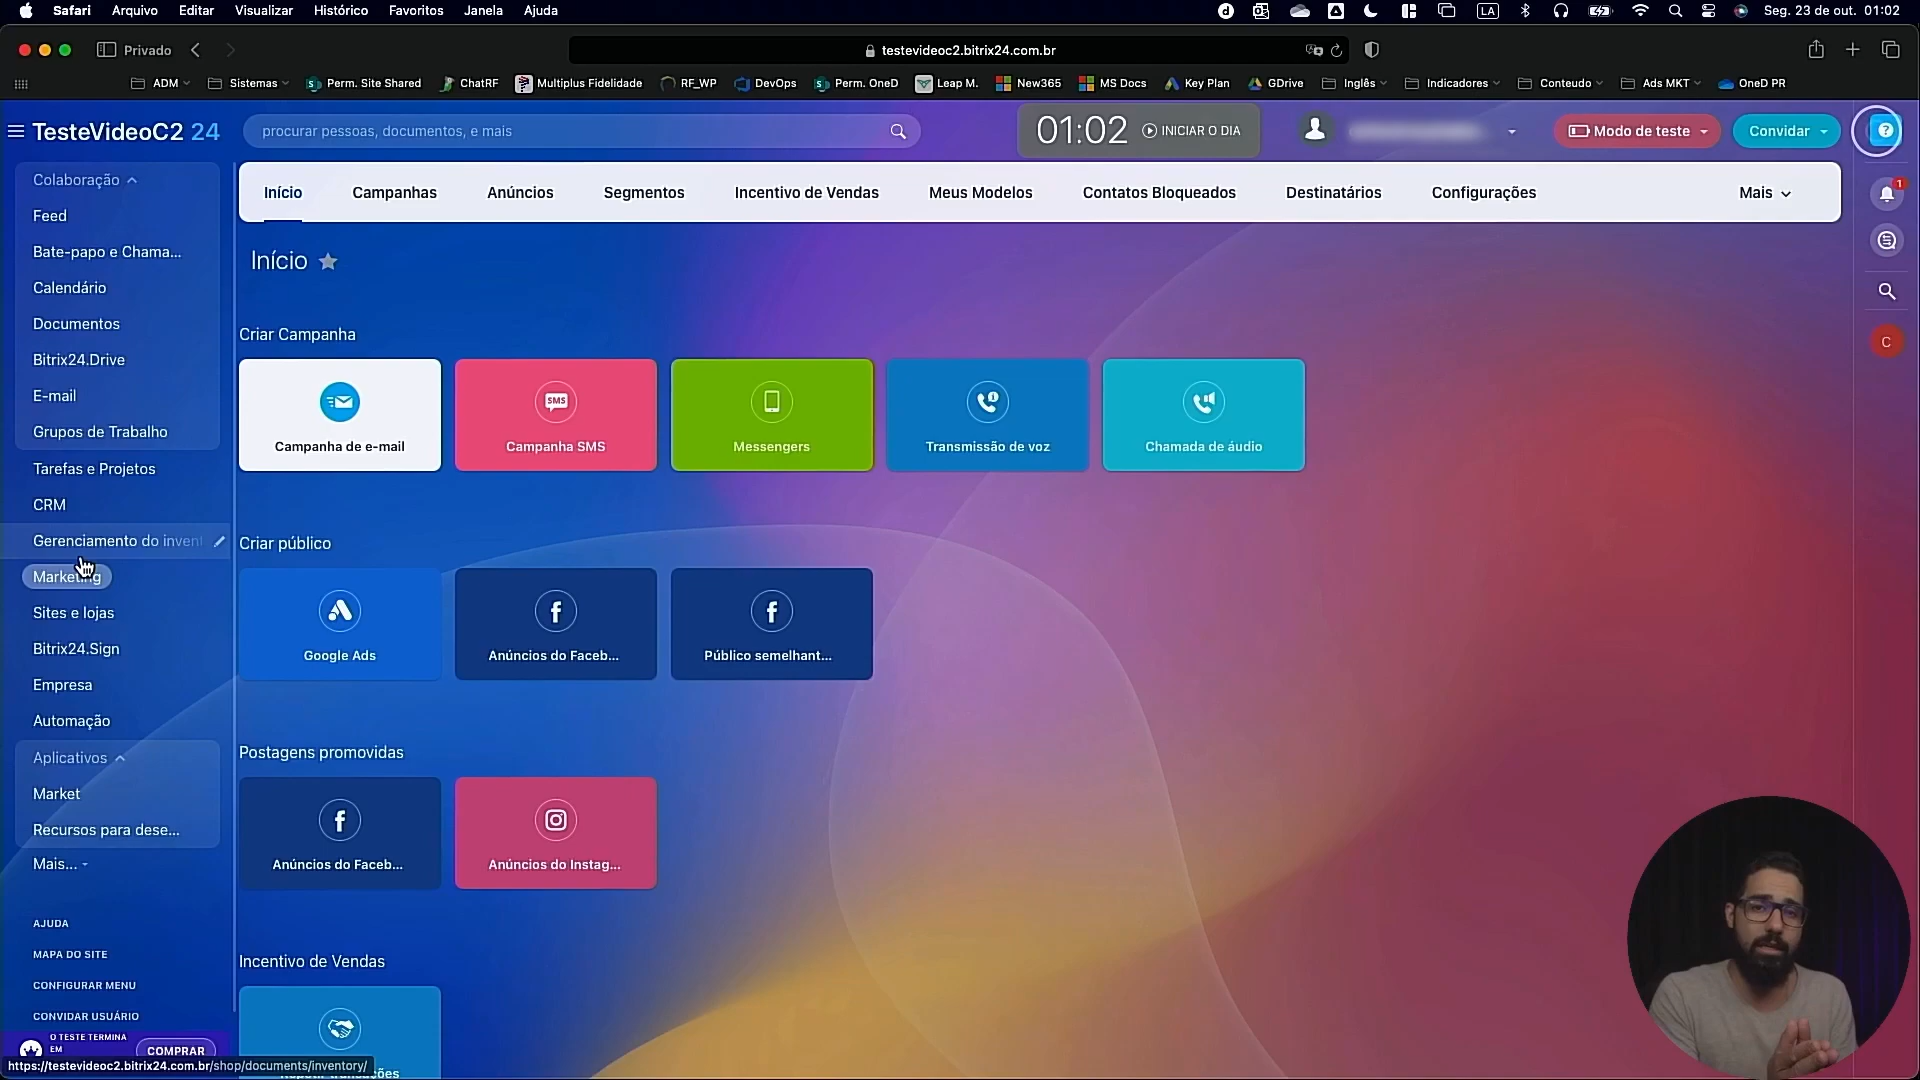 Safari Arquivo Editar Visualizar Histórico Favoritos Janela Ajuda LA Seg. 23 de out. 01:02
Privado testevideoc2.bitrix24.com.br
ADM Sistemas Perm. Site Shared ChatRF Multiplus Fidelidade RF_WP DevOps Perm. OneD Leap M. New365 MS Docs Key Plan GDrive Inglês Indicadores Conteudo Ads MKT OneD PR
TesteVideoC2 24
procurar pessoas, documentos, e mais
01:02 INICIAR O DIA
Modo de teste
Convidar
?
Colaboração
Feed
Bate-papo e Chama...
Calendário
Documentos
Bitrix24.Drive
E-mail
Grupos de Trabalho
Tarefas e Projetos
CRM
Gerenciamento do invent
Marketing
Sites e lojas
Bitrix24.Sign
Empresa
Automação
Aplicativos
Market
Recursos para dese...
Mais...
AJUDA
MAPA DO SITE
CONFIGURAR MENU
CONVIDAR USUÁRIO
O TESTE TERMINA
EM
COMPRAR
https://testevideoc2.bitrix24.com.br/shop/documents/inventory/
Início Campanhas Anúncios Segmentos Incentivo de Vendas Meus Modelos Contatos Bloqueados Destinatários Configurações Mais
Início
Criar Campanha
Campanha de e-mail
SMS
Campanha SMS
Messengers
Transmissão de voz
Chamada de áudio
Criar público
Google Ads
Anúncios do Faceb...
Público semelhant...
Postagens promovidas
Anúncios do Faceb...
Anúncios do Instag...
Incentivo de Vendas
1
C